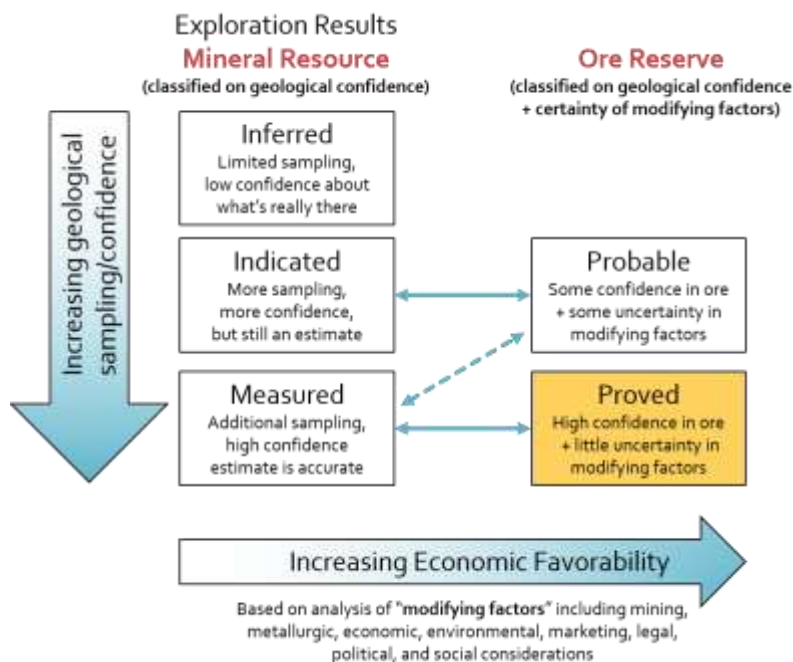 Exploration Results
Mineral Resource
(classified on geological confidence)
Ore Reserve
(classified on geological confidence
+ certainty of modifying factors)
Increasing geological
sampling/confidence
Inferred
Limited sampling,
low confidence about
what's really there
Indicated
More sampling,
more confidence,
but still an estimate
Probable
Some confidence in ore
+ some uncertainty in
modifying factors
Measured
Additional sampling,
high confidence
estimate is accurate
Proved
High confidence in ore
+ little uncertainty in
modifying factors
Increasing Economic Favorability
Based on analysis of "modifying factors" including mining,
metallurgic, economic, environmental, marketing, legal,
political, and social considerations